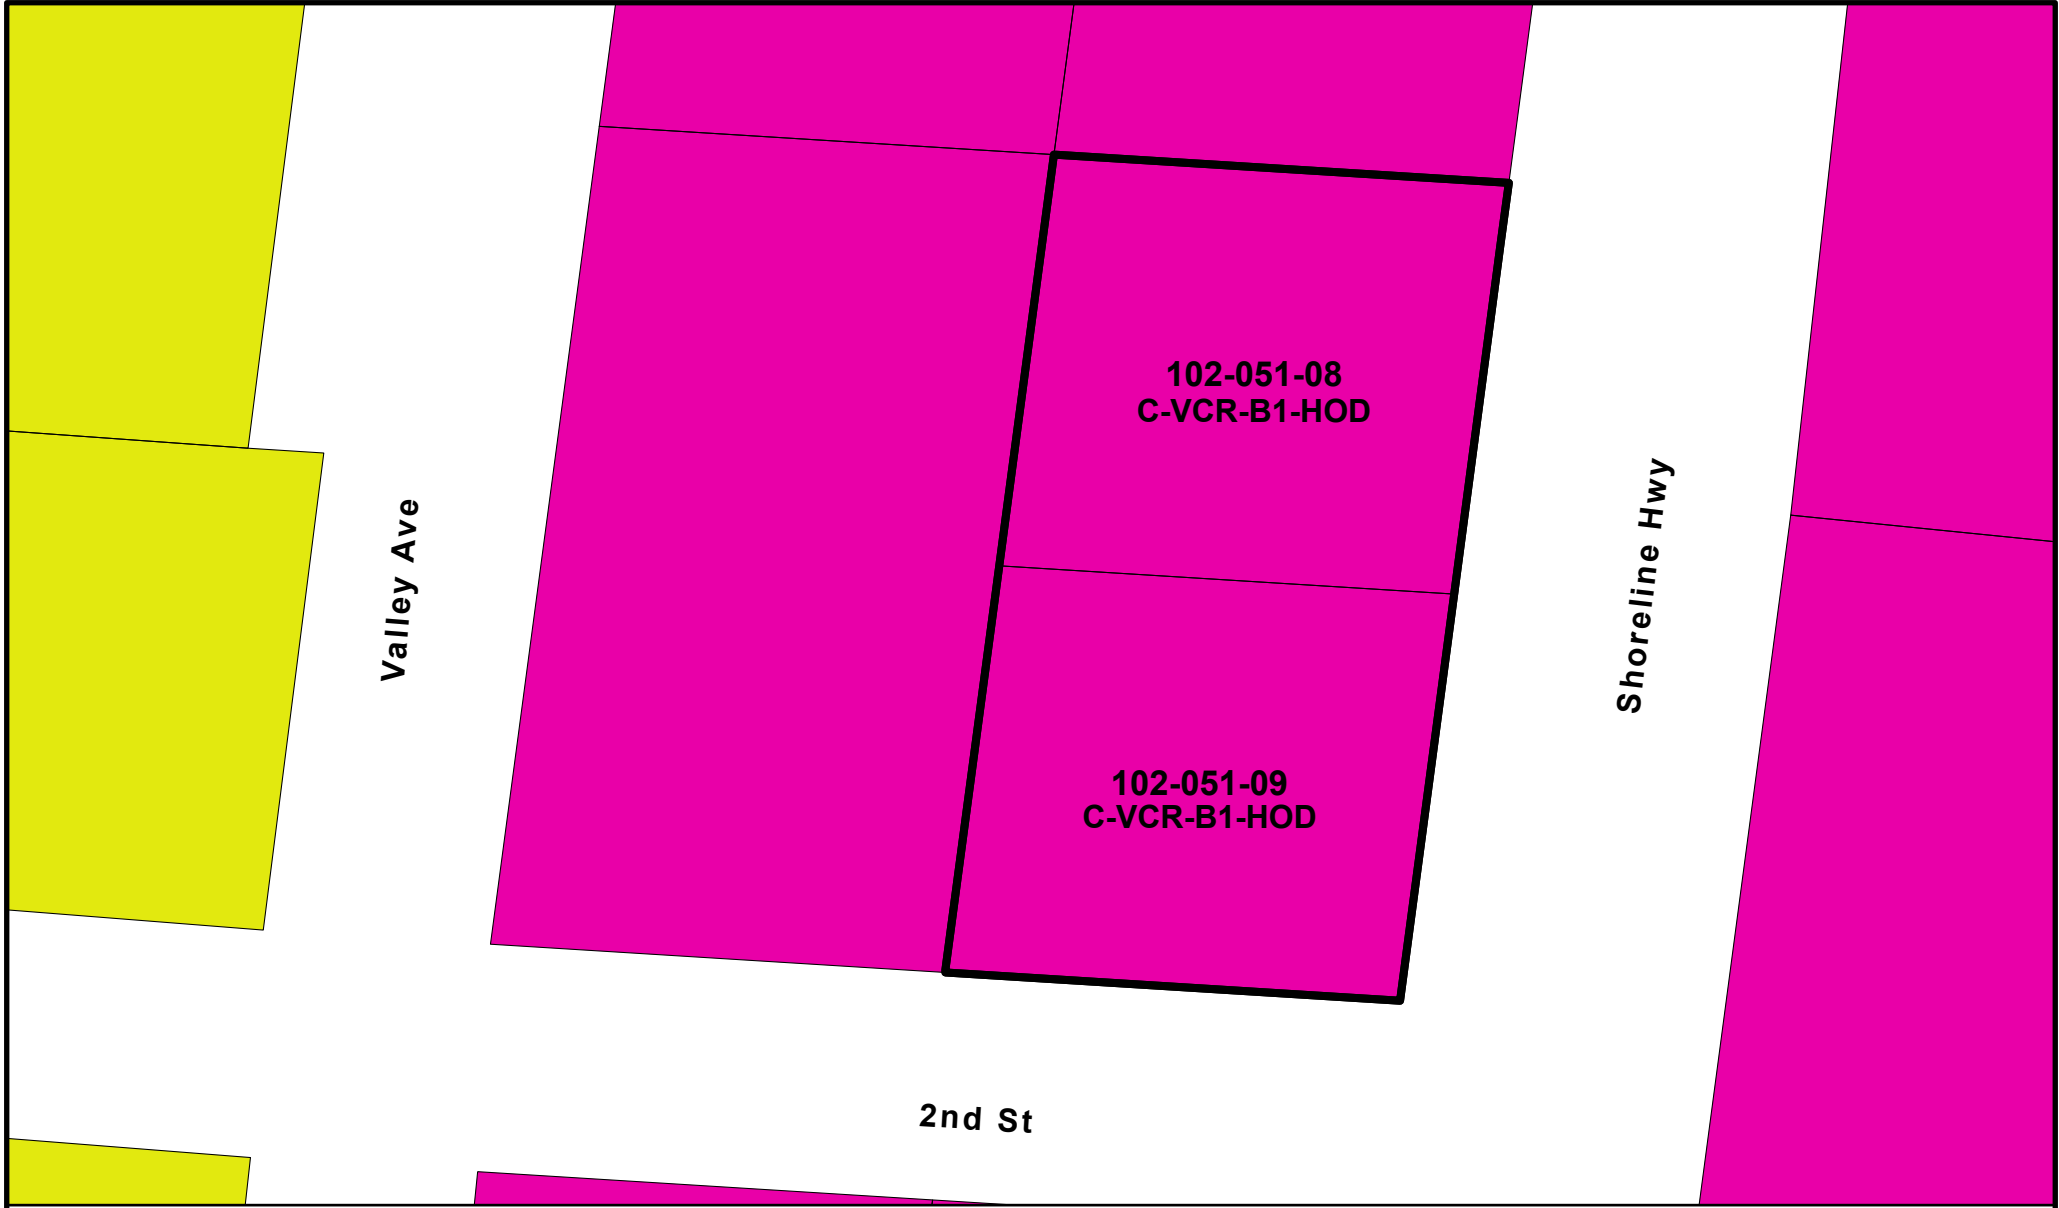 102-051-08
C-VCR-B1-HOD
Valley Ave
Shoreline Hwy
102-051-09
C-VCR-B1-HOD
2nd St